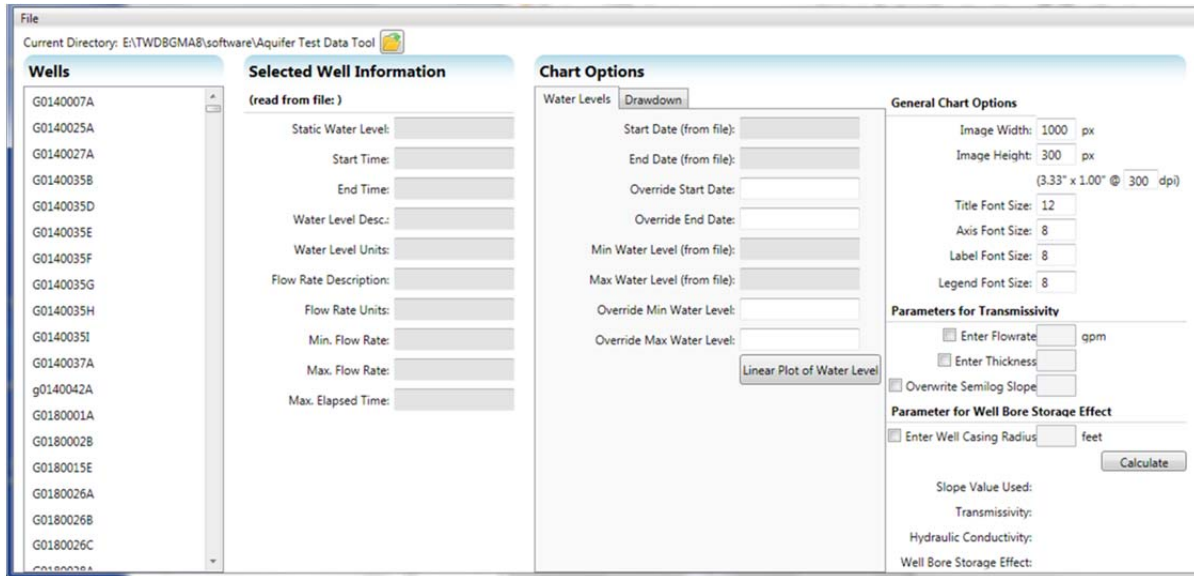 File
Current Directory: E:\TWDBGMA8\software\Aquifer Test Data Tool
Wells
G0140007A
G0140025A
G0140027A
G0140035B
G0140035D
G0140035E
G0140035F
G0140035G
G0140035H
G0140035I
G0140037A
g0140042A
G0180001A
G0180002B
G0180015E
G0180026A
G0180026B
G0180026C
G0180028A
Selected Well Information
(read from file: )
Static Water Level:
Start Time:
End Time:
Water Level Desc.:
Water Level Units:
Flow Rate Description:
Flow Rate Units:
Min. Flow Rate:
Max. Flow Rate:
Max. Elapsed Time:
Chart Options
Water Levels Drawdown
Start Date (from file):
End Date (from file):
Override Start Date:
Override End Date:
Min Water Level (from file):
Max Water Level (from file):
Override Min Water Level:
Override Max Water Level:
Linear Plot of Water Level
General Chart Options
Image Width: 1000 px
Image Height: 300 px
(3.33" x 1.00" @ 300 dpi)
Title Font Size: 12
Axis Font Size: 8
Label Font Size: 8
Legend Font Size: 8
Parameters for Transmissivity
Enter Flowrate gpm
Enter Thickness
Overwrite Semilog Slope
Parameter for Well Bore Storage Effect
Enter Well Casing Radius feet
Calculate
Slope Value Used:
Transmissivity:
Hydraulic Conductivity:
Well Bore Storage Effect: